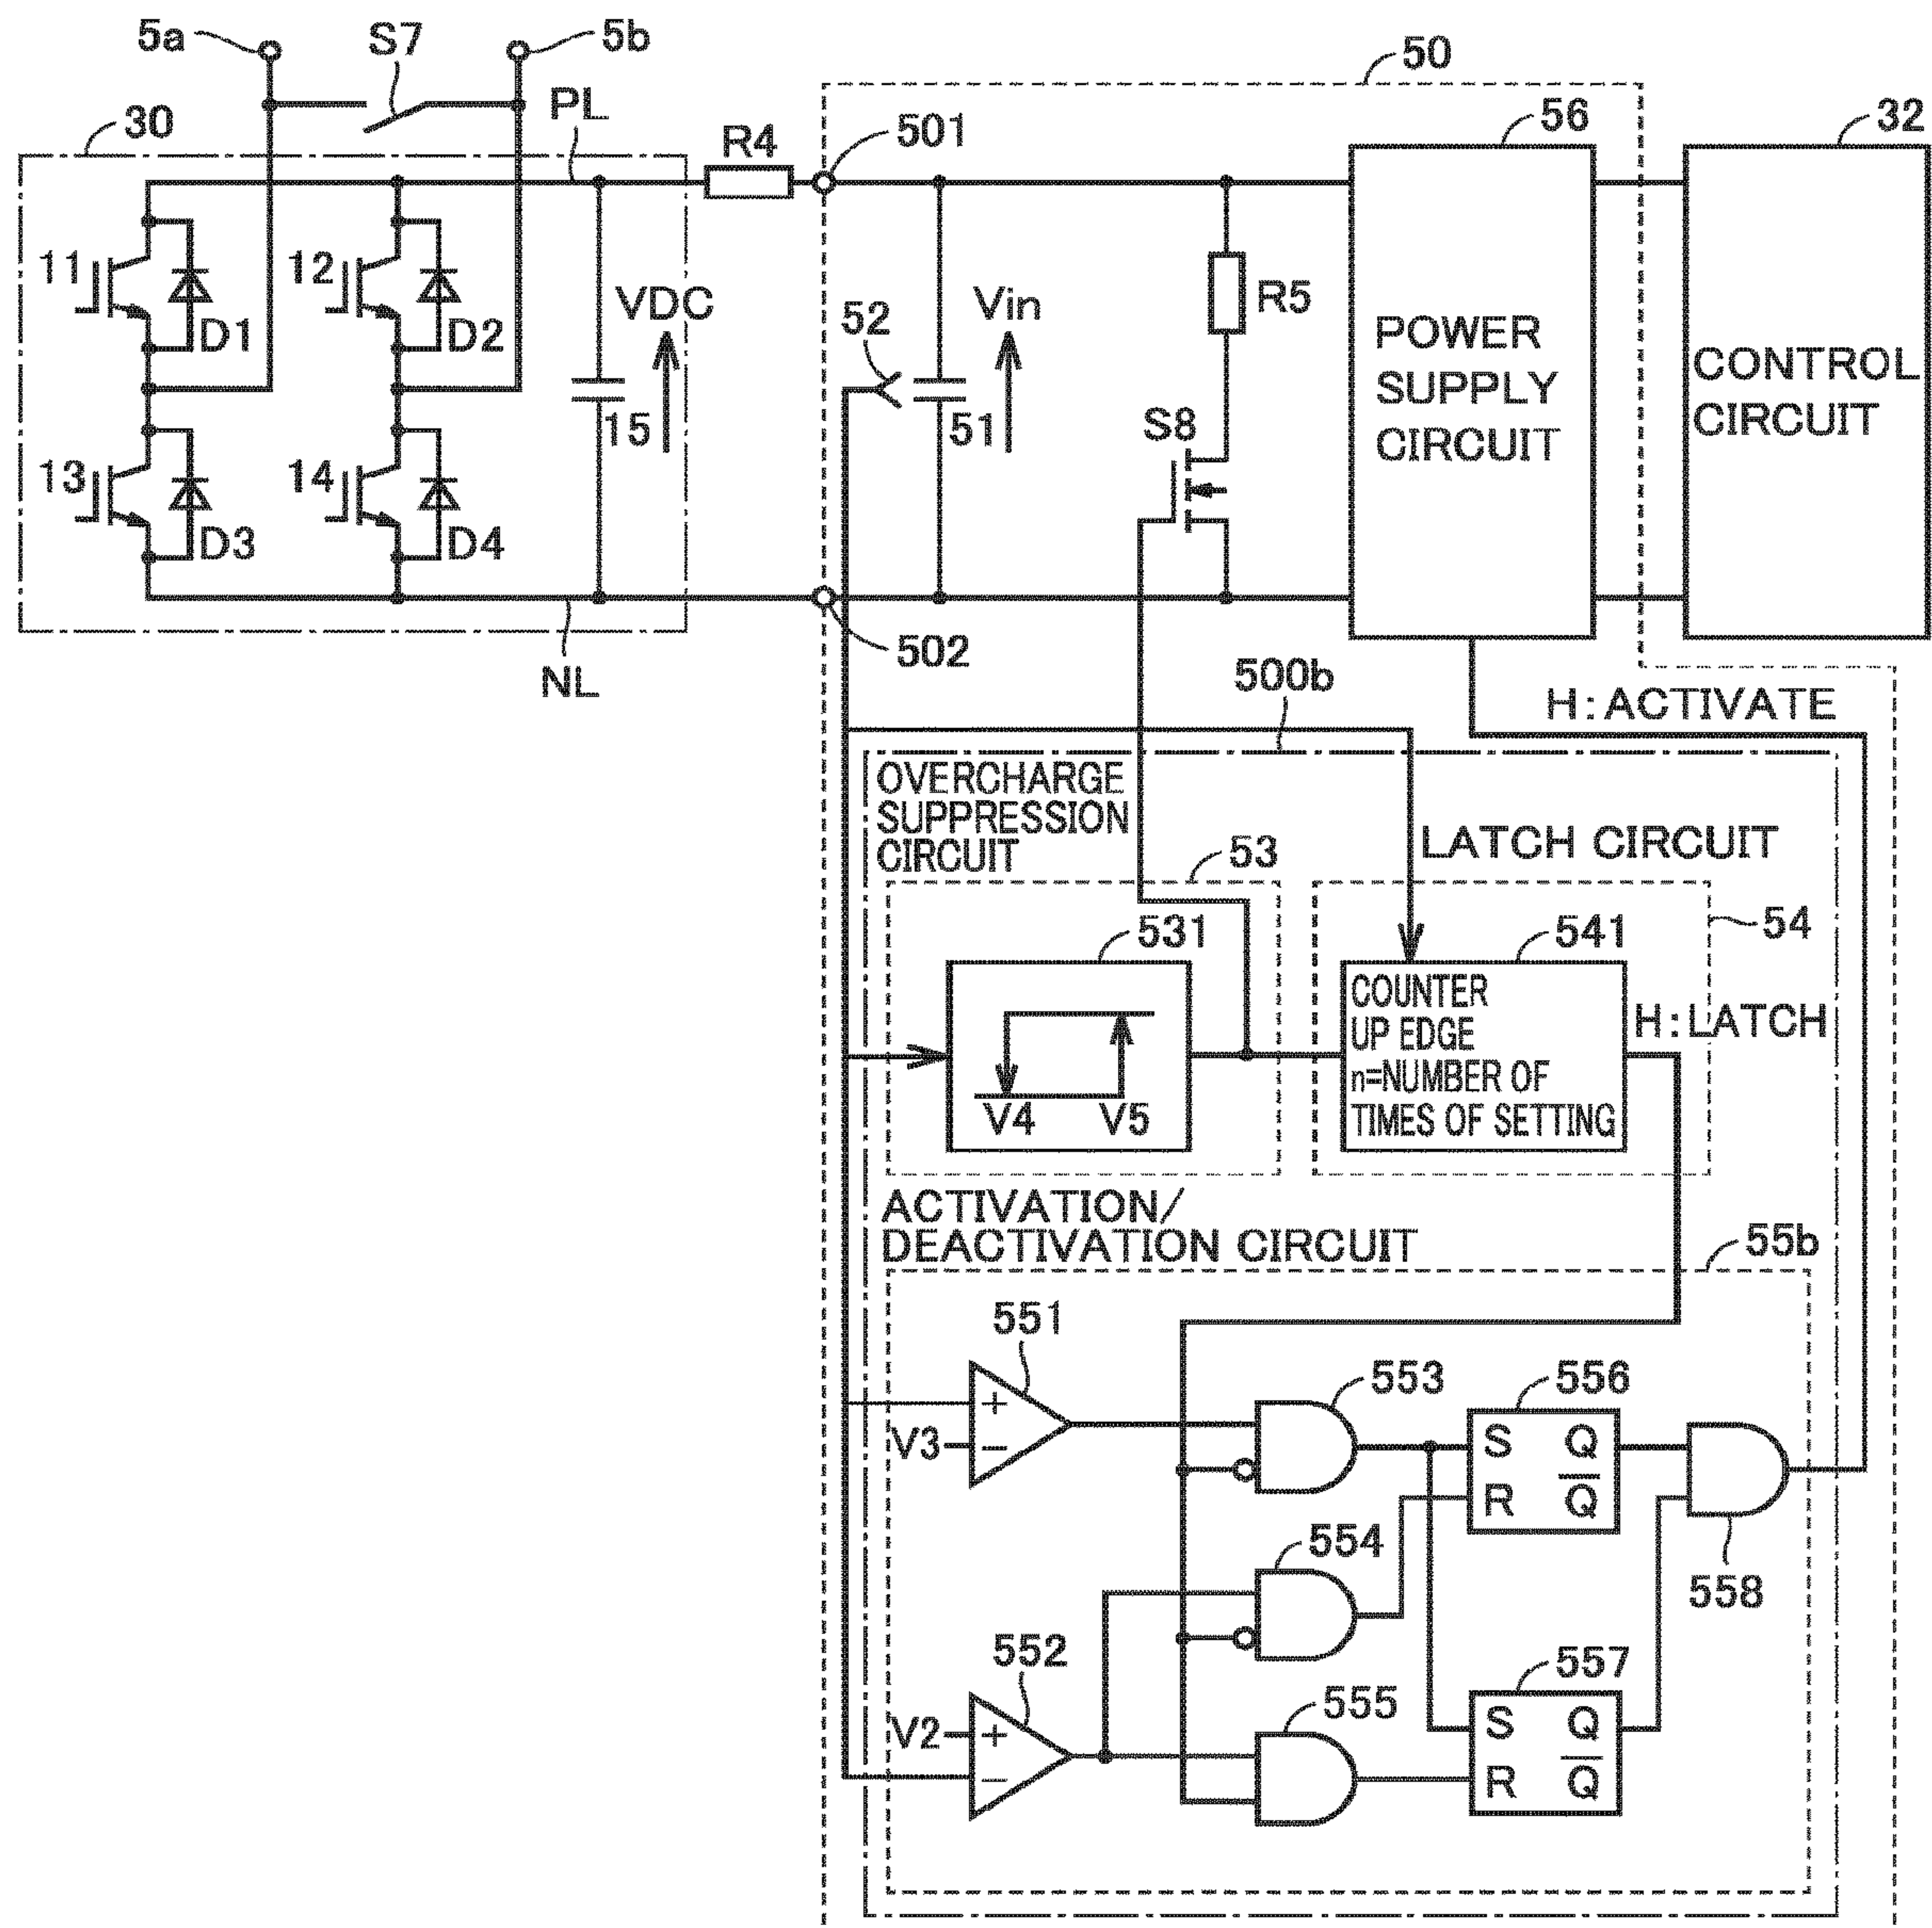 5a
S7
5b
50
30
PL
501
56
32
R4
11
12
52
VDC
Vin
R5
D1
D2
POWER
SUPPLY
CIRCUIT
CONTROL
CIRCUIT
15
51
S8
13
14
D3
D4
502
NL
500b
H:ACTIVATE
OVERCHARGE
SUPPRESSION
CIRCUIT
LATCH CIRCUIT
53
54
531
541
V4
V5
COUNTER
UP EDGE
n=NUMBER OF
TIMES OF SETTING
H:LATCH
ACTIVATION/
DEACTIVATION CIRCUIT
55b
551
553
556
+
−
V3
S
Q
R
Q
554
558
552
557
555
V2
+
−
S
Q
R
Q